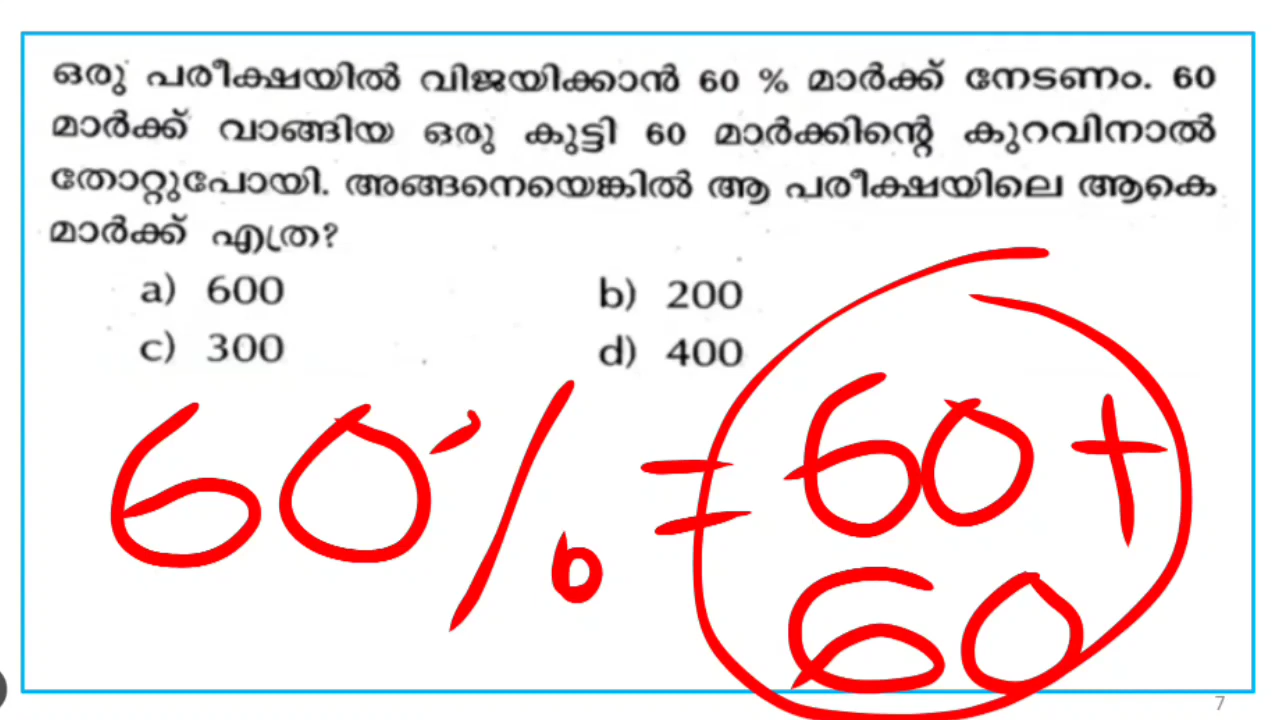 ഒരു പരീക്ഷയിൽ വിജയിക്കാൻ 60 % മാർക്ക് നേടണം. 60
മാർക്ക് വാങ്ങിയ ഒരു കുട്ടി 60 മാർക്കിന്റെ കുറവിനാൽ
തോറ്റുപോയി. അങ്ങനെയെങ്കിൽ ആ പരീക്ഷയിലെ ആകെ
മാർക്ക് എത്ര?
a) 600 b) 200
c) 300 d) 400
60% = 60 +
60
7